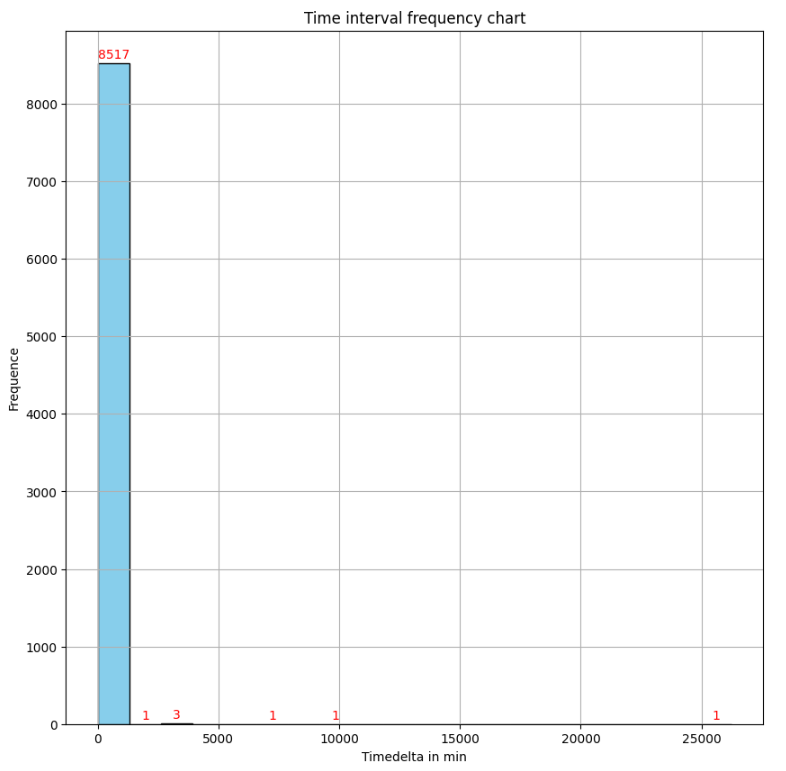 Time interval frequency chart
8517
8000
7000
6000
5000
4000
3000
2000
1000
0
Frequence
1 3 1 1 1
0 5000 10000 15000 20000 25000
Timedelta in min